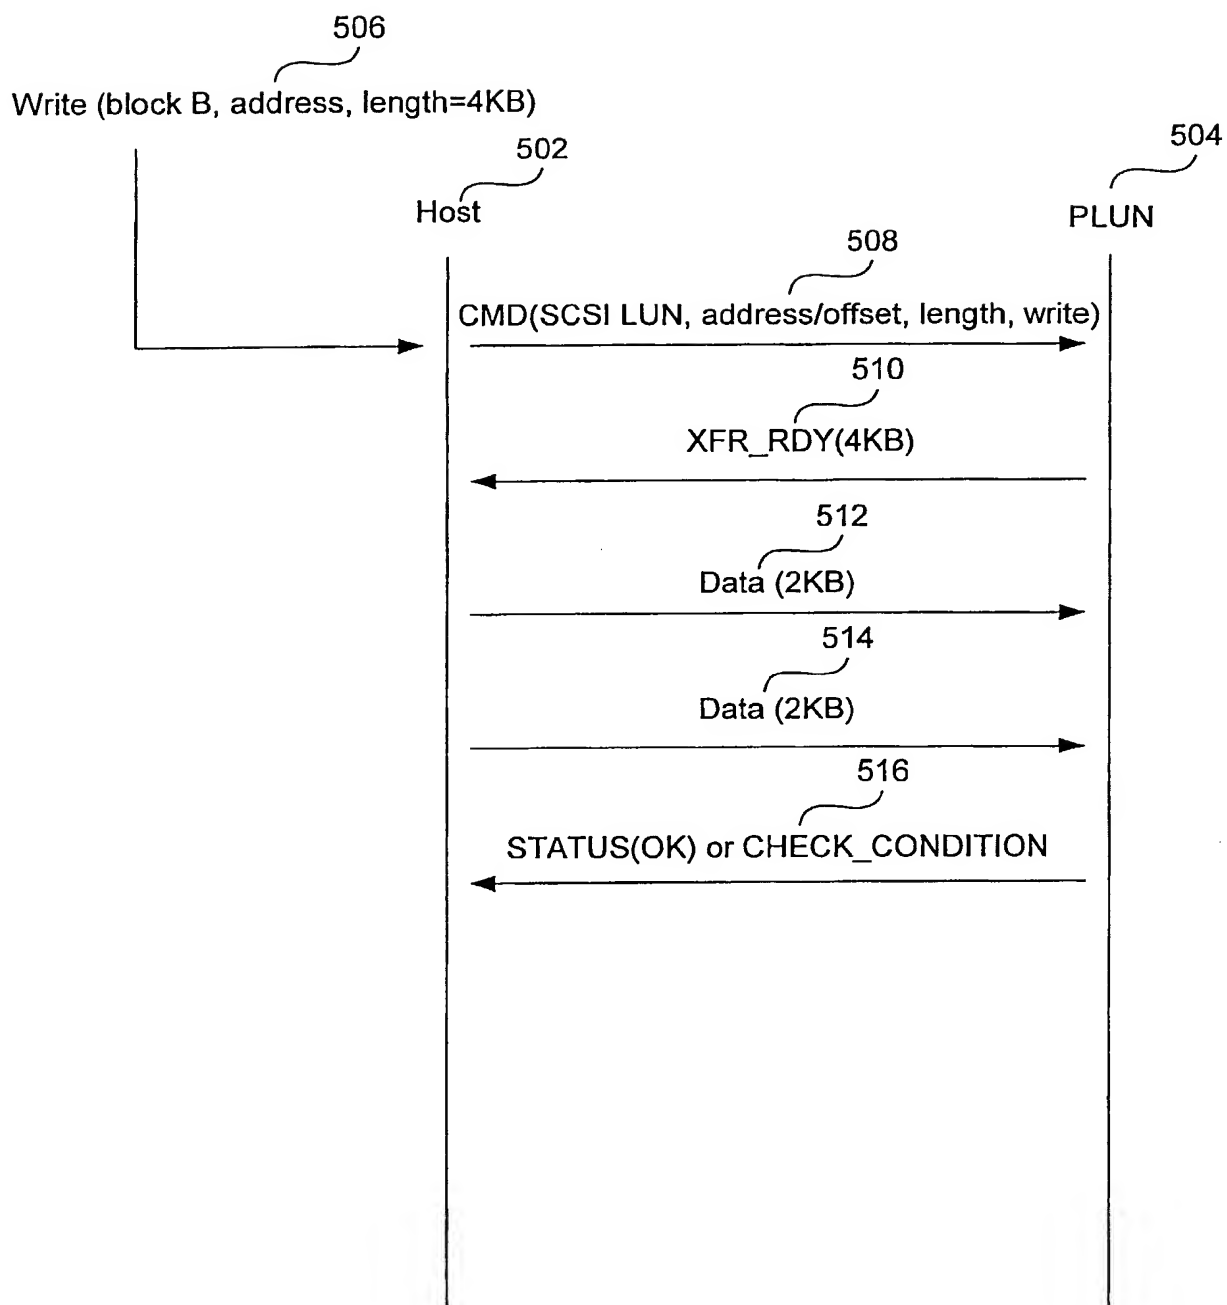 506
Write (block B, address, length=4KB)
502
504
Host
PLUN
508
CMD(SCSI LUN, address/offset, length, write)
510
XFR_RDY(4KB)
512
Data (2KB)
514
Data (2KB)
516
STATUS(OK) or CHECK_CONDITION